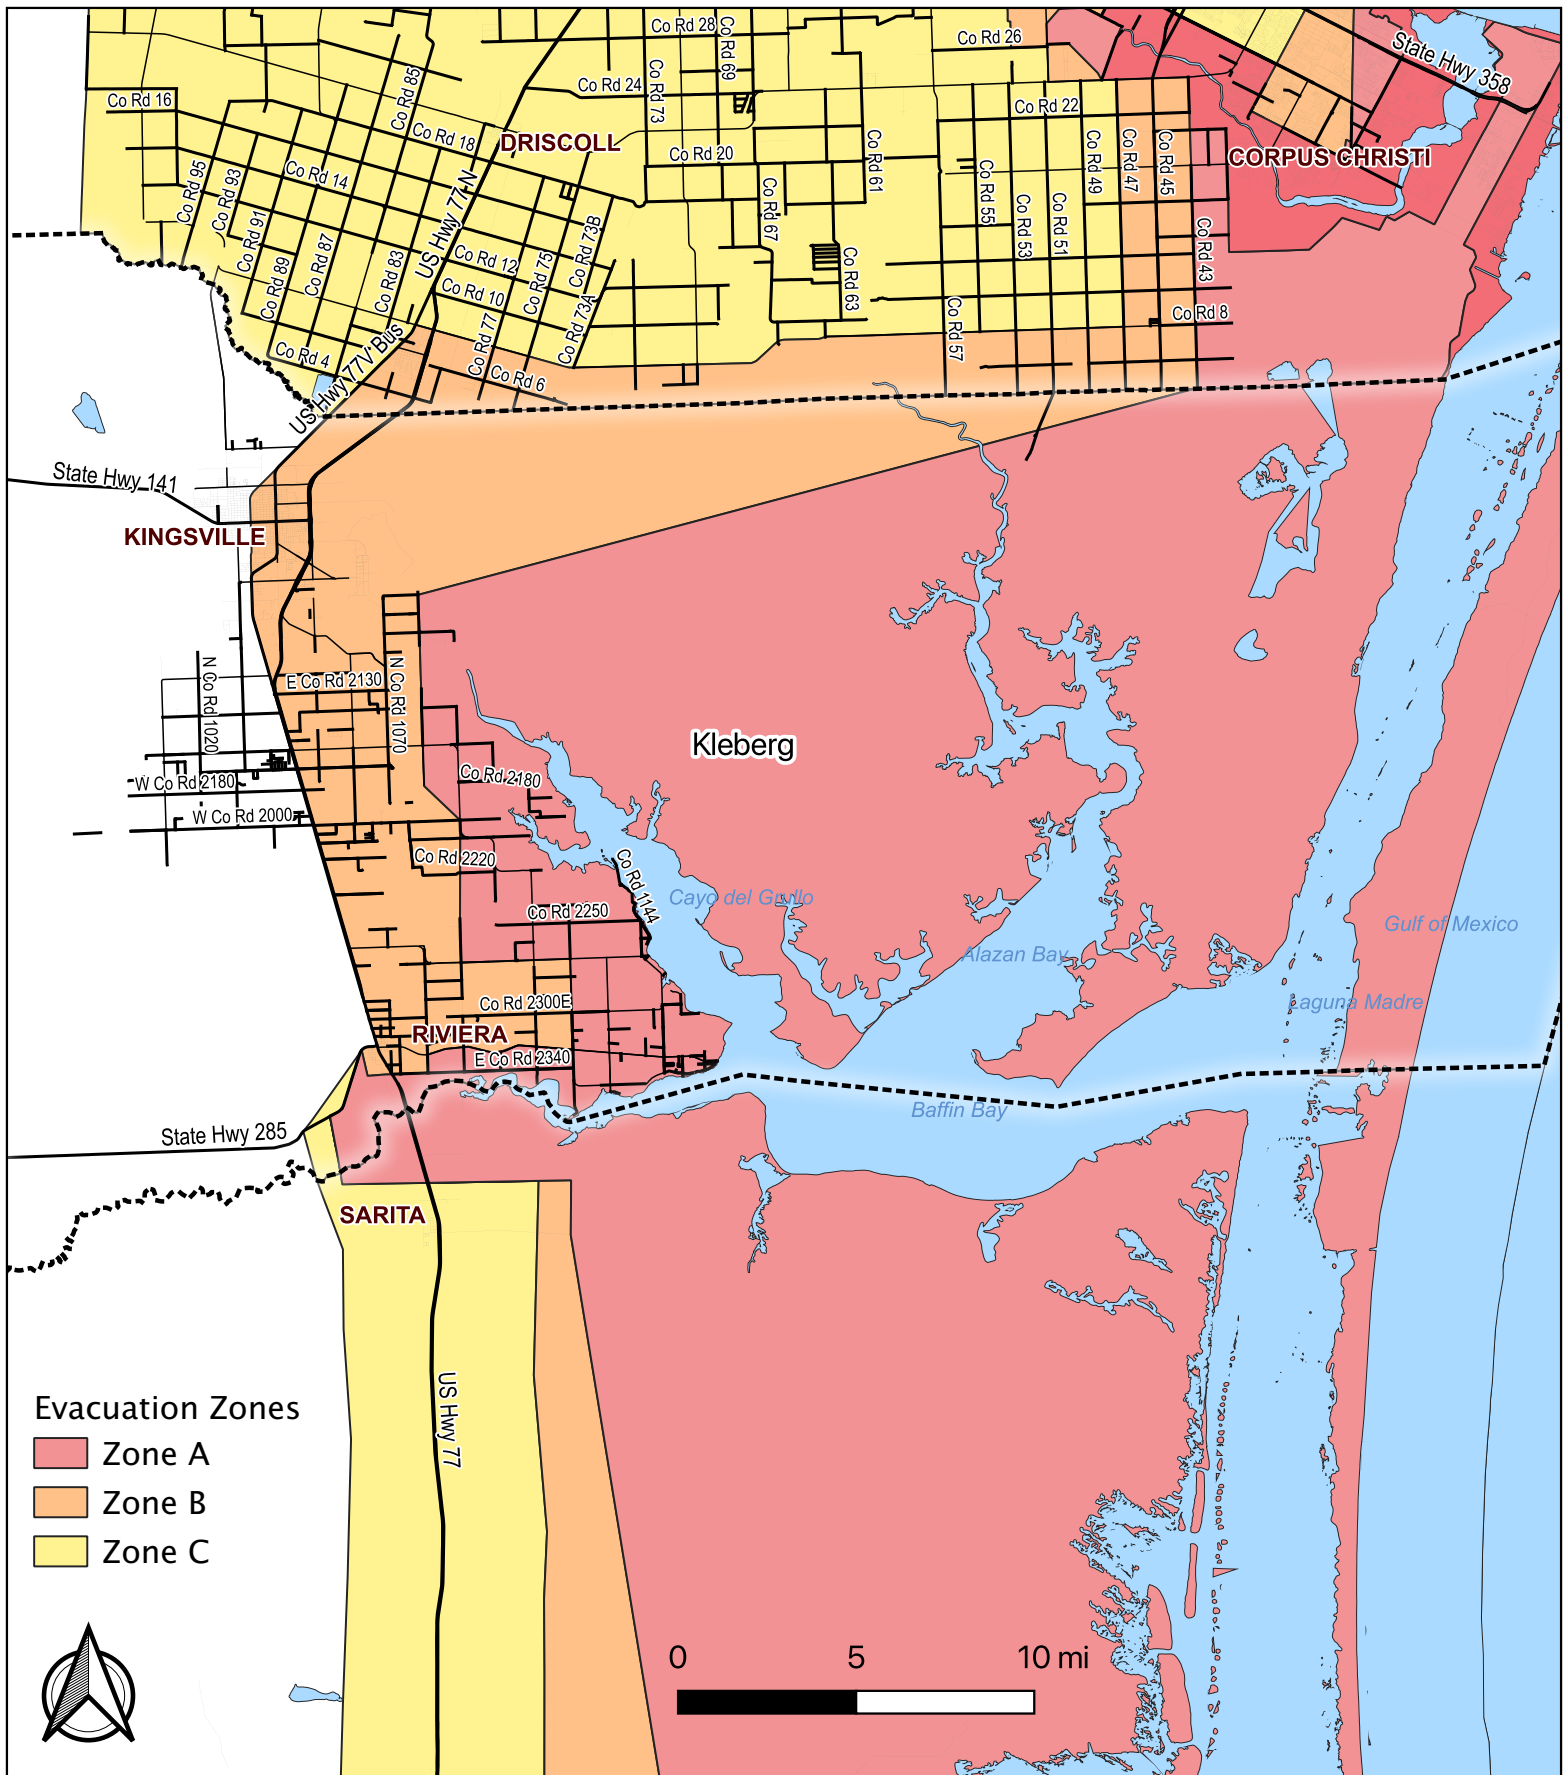 Co Rd 28
Co Rd 69
Co Rd 26
State Hwy 358
Co Rd 85
Co Rd 24
Co Rd 73
Co Rd 16
Co Rd 22
Co Rd 18
DRISCOLL
Co Rd 20
Co Rd 61
Co Rd 49
Co Rd 47
Co Rd 45
CORPUS CHRISTI
Co Rd 95
Co Rd 93
Co Rd 14
Co Rd 55
Co Rd 67
Co Rd 91
Co Rd 87
US Hwy 77 N
Co Rd 73B
Co Rd 53
Co Rd 51
Co Rd 43
Co Rd 89
Co Rd 83
Co Rd 12
Co Rd 75
Co Rd 63
Co Rd 10
Co Rd 73A
Co Rd 57
Co Rd 8
Co Rd 4
US Hwy 77V Bus
Co Rd 77
Co Rd 6
State Hwy 141
KINGSVILLE
N Co Rd 1020
E Co Rd 2130
N Co Rd 1070
Kleberg
W Co Rd 2180
Co Rd 2180
W Co Rd 2000
Co Rd 2220
Co Rd 1144
Cayo del Grullo
Co Rd 2250
Gulf of Mexico
Alazan Bay
Co Rd 2300E
Laguna Madre
RIVIERA
E Co Rd 2340
Baffin Bay
State Hwy 285
SARITA
US Hwy 77
Evacuation Zones
Zone A
Zone B
Zone C
0 5 10 mi